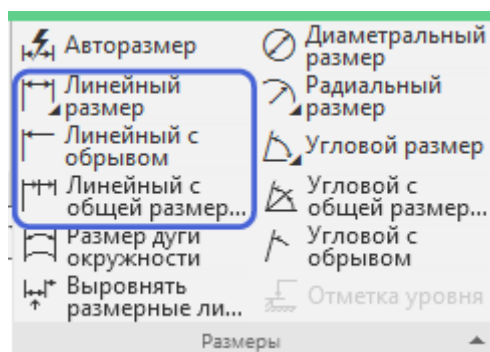 Авторазмер
Линейный
размер
Линейный с
обрывом
Линейный с
общей размер...
Размер дуги
окружности
Выровнять
размерные ли...
Диаметральный
размер
Радиальный
размер
Угловой размер
Угловой с
общей размер...
Угловой с
обрывом
Отметка уровня
Размеры